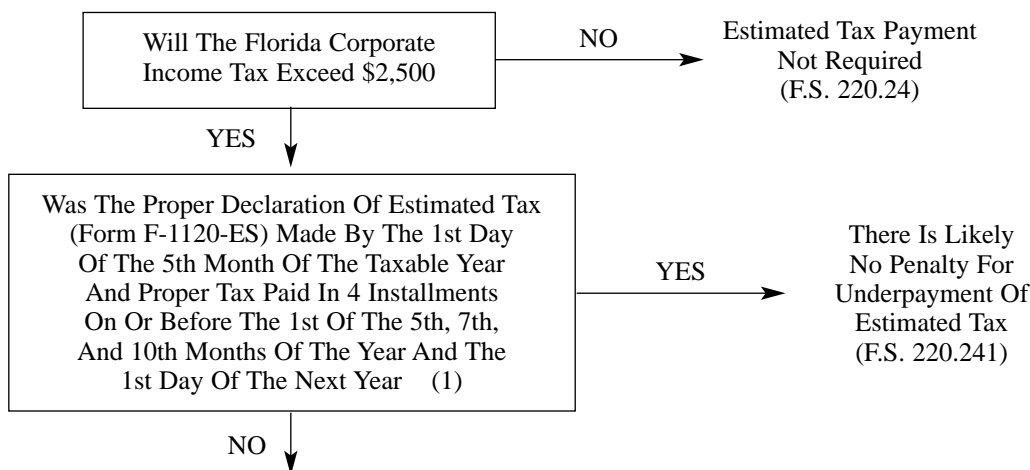 Will The Florida Corporate
Income Tax Exceed $2,500
NO
Estimated Tax Payment
Not Required
(F.S. 220.24)
YES
Was The Proper Declaration Of Estimated Tax
(Form F-1120-ES) Made By The 1st Day
Of The 5th Month Of The Taxable Year
And Proper Tax Paid In 4 Installments
On Or Before The 1st Of The 5th, 7th,
And 10th Months Of The Year And The
1st Day Of The Next Year (1)
YES
There Is Likely
No Penalty For
Underpayment Of
Estimated Tax
(F.S. 220.241)
NO